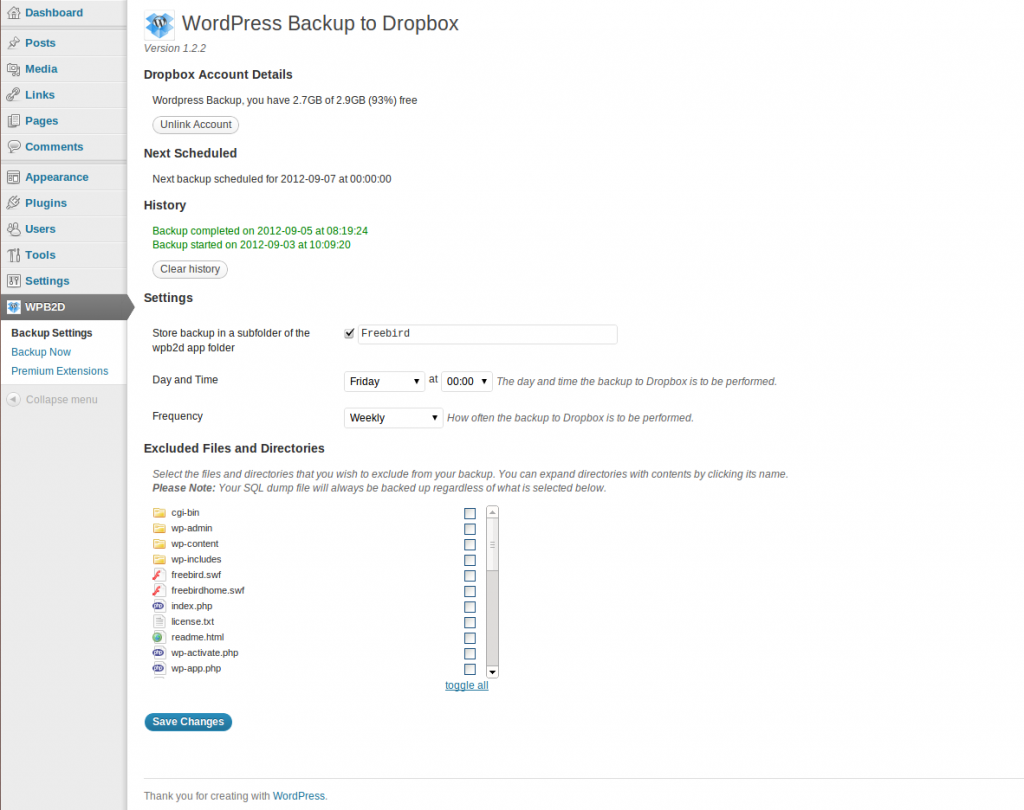 Dashboard
Posts
Media
Links
Pages
Comments
Appearance
Plugins
Users
Tools
Settings
WPB2D
Backup Settings
Backup Now
Premium Extensions
Collapse menu
WordPress Backup to Dropbox
Version 1.2.2
Dropbox Account Details
Wordpress Backup, you have 2.7GB of 2.9GB (93%) free
Unlink Account
Next Scheduled
Next backup scheduled for 2012-09-07 at 00:00:00
History
Backup completed on 2012-09-05 at 08:19:24
Backup started on 2012-09-03 at 10:09:20
Clear history
Settings
Store backup in a subfolder of the
wpb2d app folder
Freebird
Day and Time
Friday at 00:00 The day and time the backup to Dropbox is to be performed.
Frequency
Weekly How often the backup to Dropbox is to be performed.
Excluded Files and Directories
Select the files and directories that you wish to exclude from your backup. You can expand directories with contents by clicking its name.
Please Note: Your SQL dump file will always be backed up regardless of what is selected below.
cgi-bin
wp-admin
wp-content
wp-includes
freebird.swf
freebirdhome.swf
index.php
license.txt
readme.html
wp-activate.php
wp-app.php
toggle all
Save Changes
Thank you for creating with WordPress.